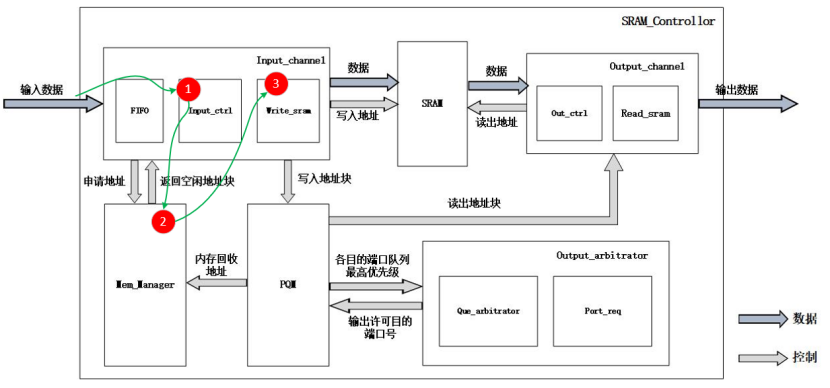 SRAM_Controllor
Input_channel
数据
Output_channel
输入数据
FIFO
1
Input_ctrl
3
Write_sram
写入地址
SRAM
数据
读出地址
Out_ctrl
Read_sram
输出数据
申请地址
返回空闲地址块
写入地址块
读出地址块
2
Mem_Manager
内存回收
地址
PQM
各目的端口队列
最高优先级
输出许可目的
端口号
Output_arbitrator
Que_arbitrator
Port_req
数据
控制